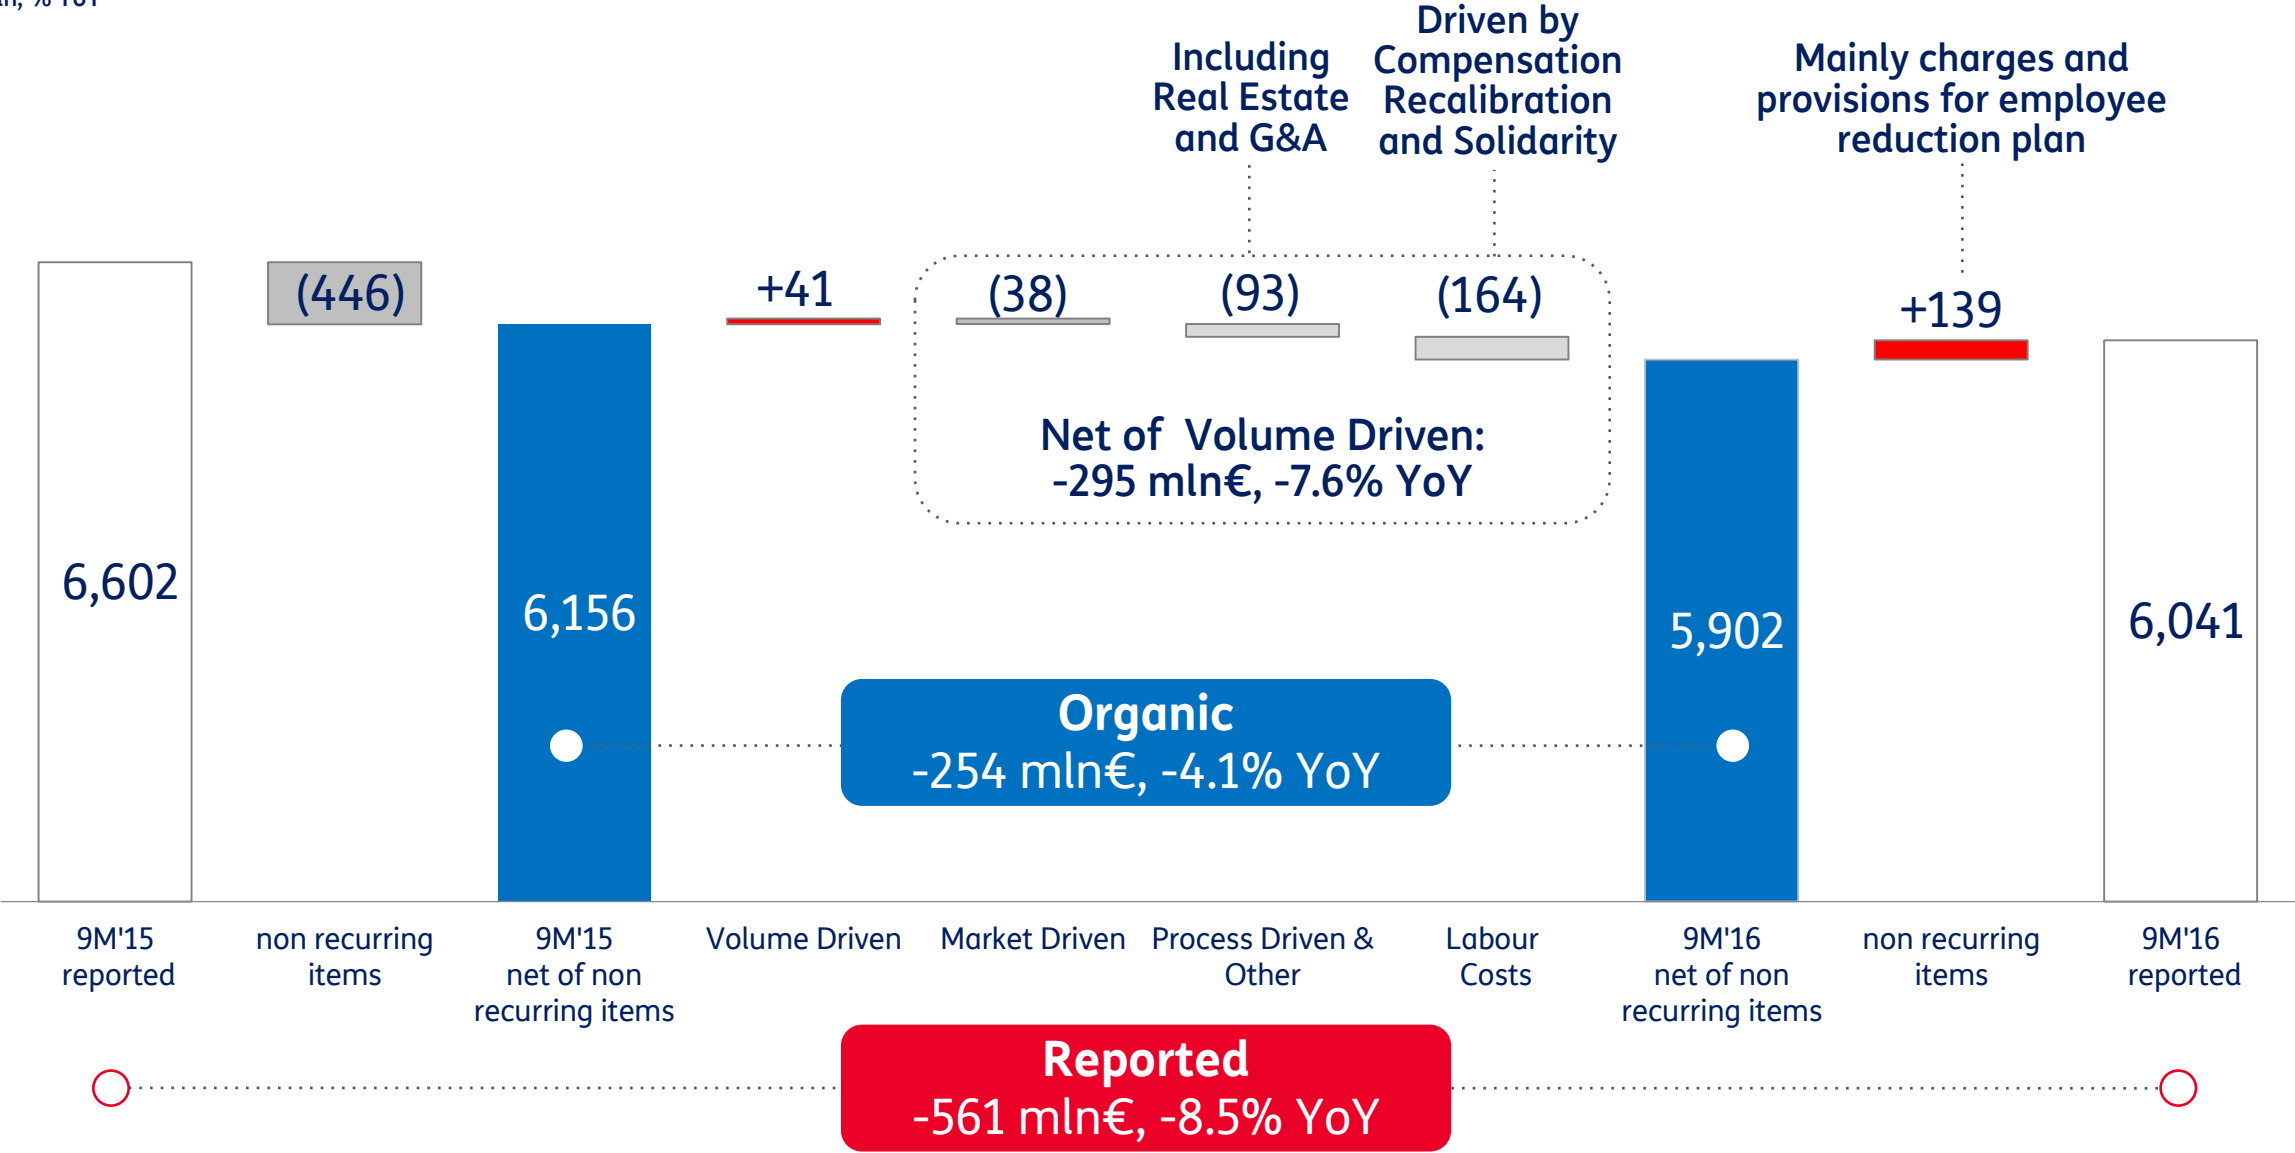 % YoY
Including
Real Estate
and G&A
Driven by
Compensation
Recalibration
and Solidarity
Mainly charges and
provisions for employee
reduction plan
6,602
(446)
6,156
+41
(38)
(93)
(164)
5,902
+139
6,041
Net of Volume Driven:
-295 mln€, -7.6% YoY
Organic
-254 mln€, -4.1% YoY
9M'15
reported
non recurring
items
9M'15
net of non
recurring items
Volume Driven
Market Driven
Process Driven &
Other
Labour
Costs
9M'16
net of non
recurring items
non recurring
items
9M'16
reported
Reported
-561 mln€, -8.5% YoY